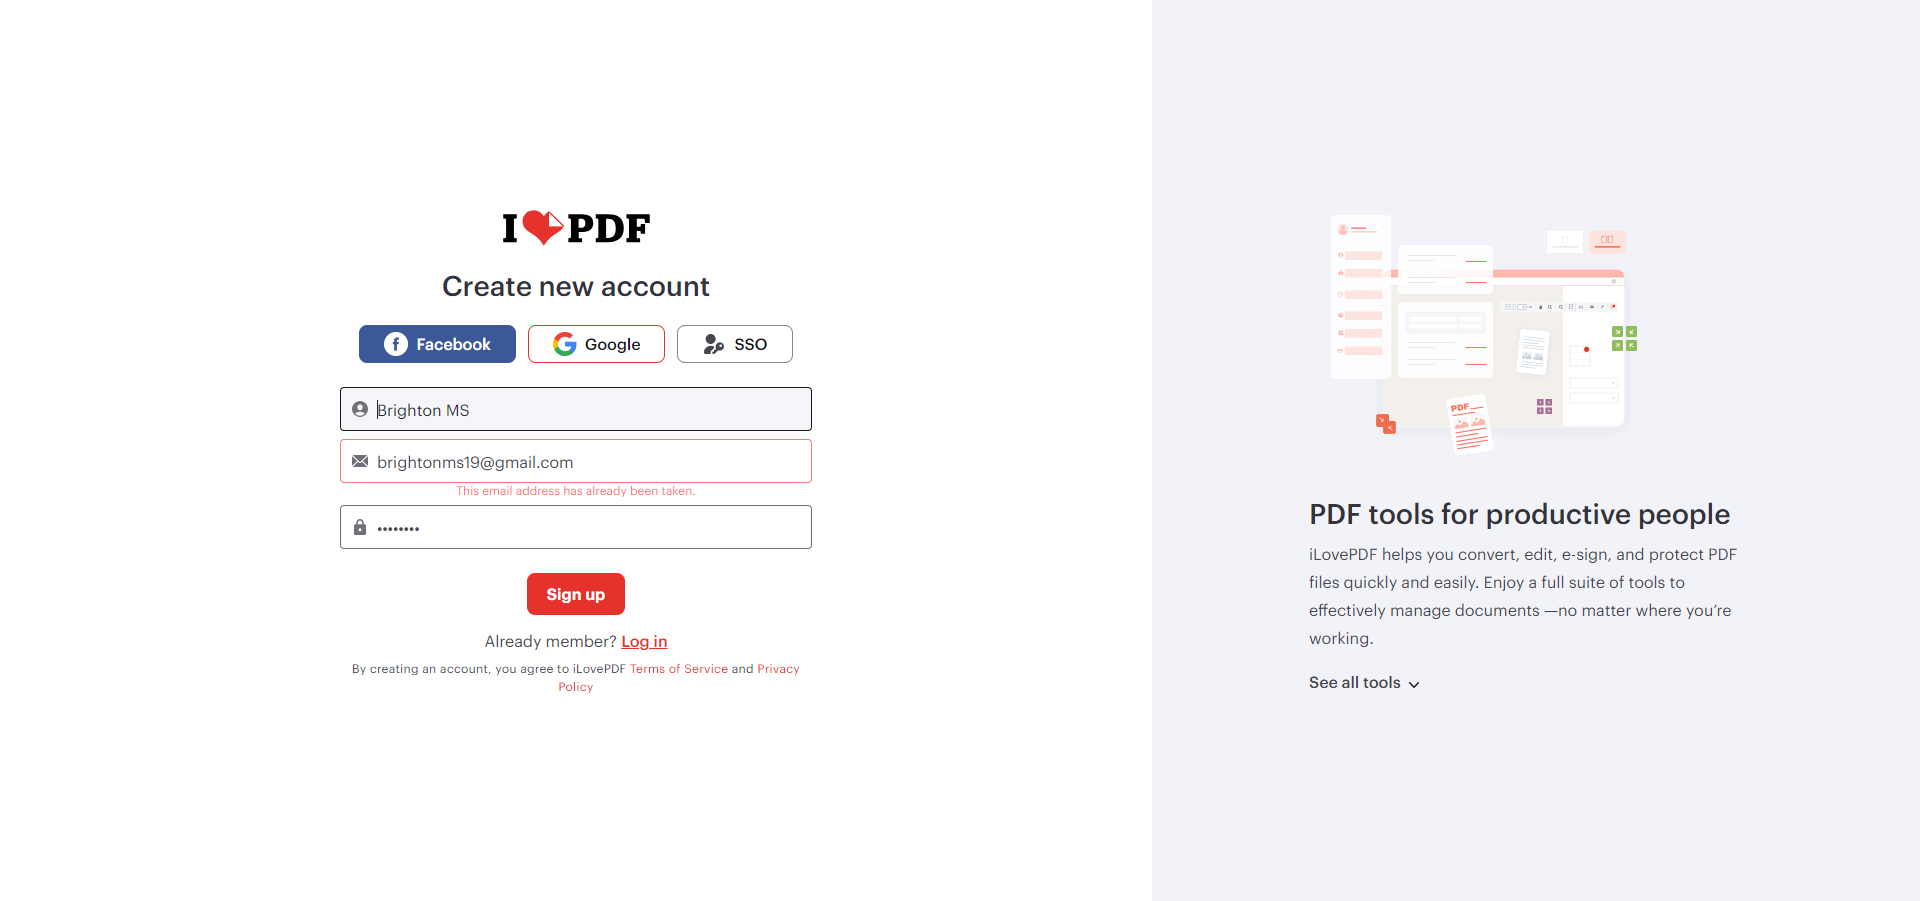 I PDF
Create new account
Facebook
Google
SSO
Brighton MS
brightonms19@gmail.com
This email address has already been taken.
••••••••
Sign up
Already member? Log in
By creating an account, you agree to iLovePDF Terms of Service and Privacy
Policy
PDF
PDF tools for productive people
iLovePDF helps you convert, edit, e-sign, and protect PDF
files quickly and easily. Enjoy a full suite of tools to
effectively manage documents —no matter where you’re
working.
See all tools